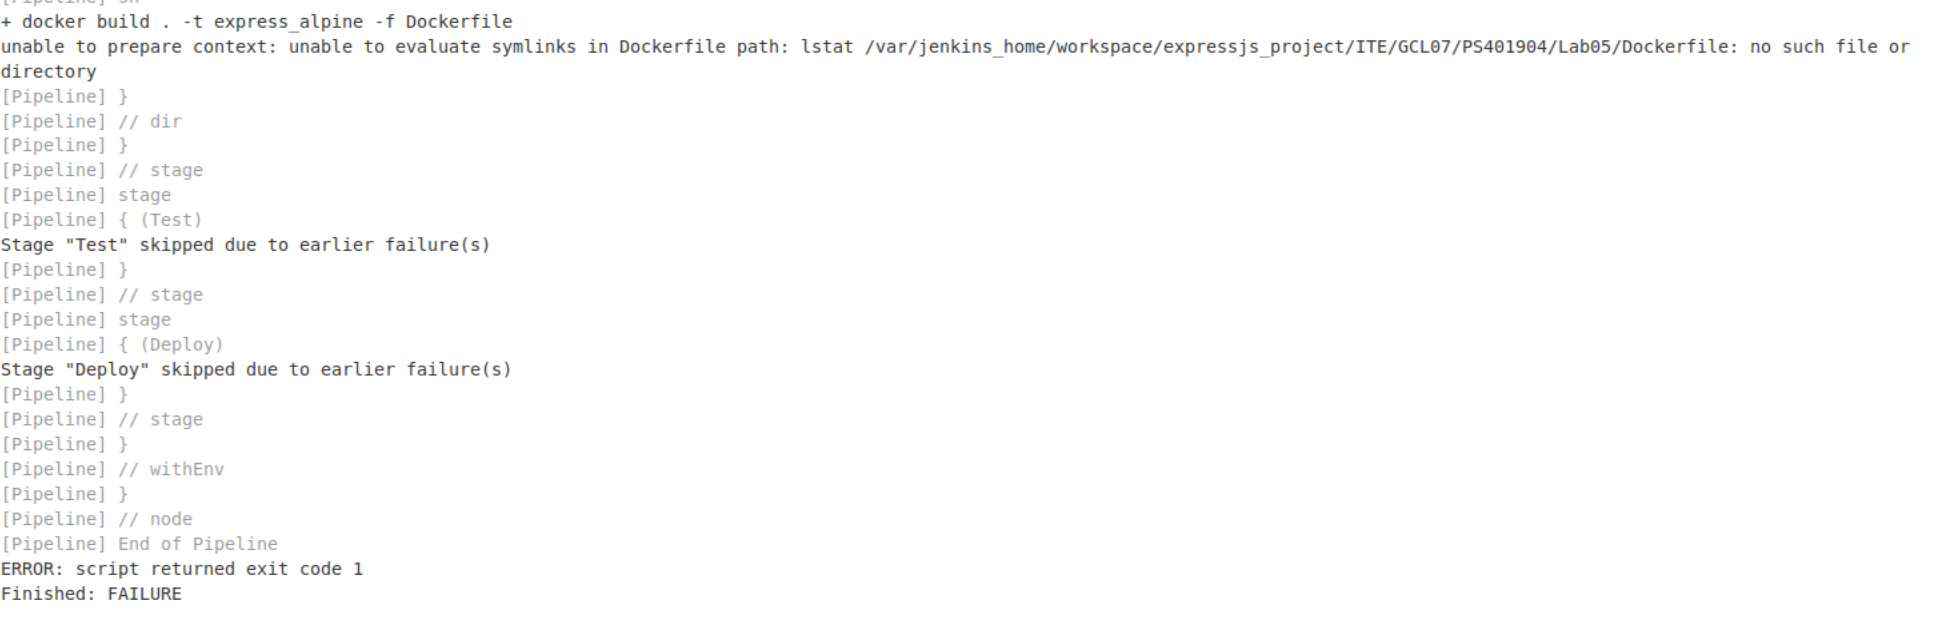 [Pipeline] sh
+ docker build . -t express_alpine -f Dockerfile
unable to prepare context: unable to evaluate symlinks in Dockerfile path: lstat /var/jenkins_home/workspace/expressjs_project/ITE/GCL07/PS401904/Lab05/Dockerfile: no such file or
directory
[Pipeline] }
[Pipeline] // dir
[Pipeline] }
[Pipeline] // stage
[Pipeline] stage
[Pipeline] { (Test)
Stage "Test" skipped due to earlier failure(s)
[Pipeline] }
[Pipeline] // stage
[Pipeline] stage
[Pipeline] { (Deploy)
Stage "Deploy" skipped due to earlier failure(s)
[Pipeline] }
[Pipeline] // stage
[Pipeline] }
[Pipeline] // withEnv
[Pipeline] }
[Pipeline] // node
[Pipeline] End of Pipeline
ERROR: script returned exit code 1
Finished: FAILURE